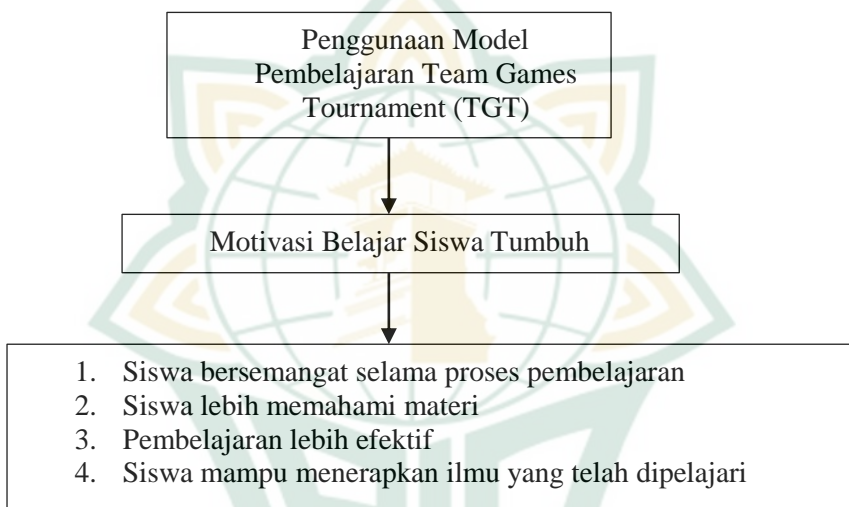 Penggunaan Model
Pembelajaran Team Games
Tournament (TGT)
Motivasi Belajar Siswa Tumbuh
1. Siswa bersemangat selama proses pembelajaran
2. Siswa lebih memahami materi
3. Pembelajaran lebih efektif
4. Siswa mampu menerapkan ilmu yang telah dipelajari